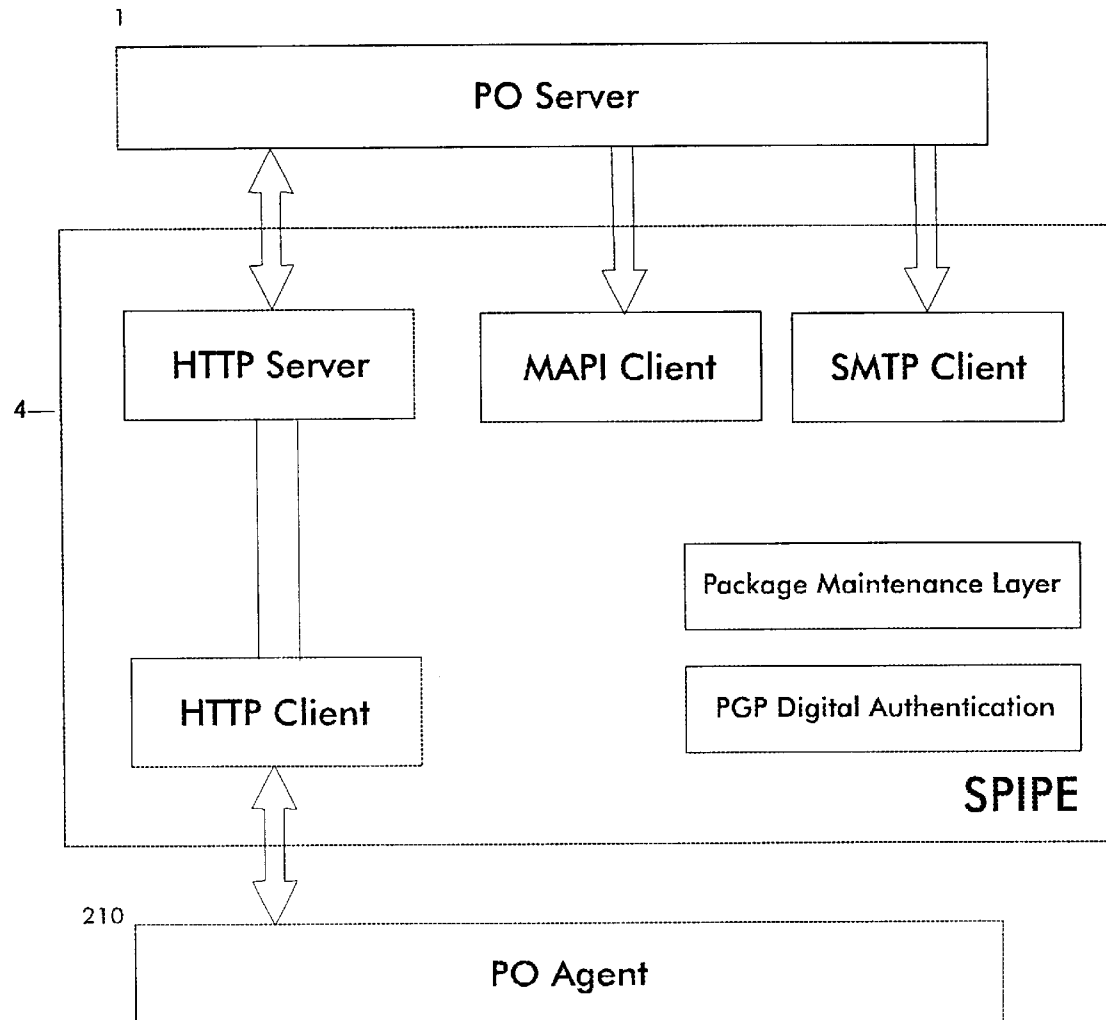 1
PO Server
HTTP Server
MAPI Client
SMTP Client
4
Package Maintenance Layer
HTTP Client
PGP Digital Authentication
SPIPE
210
PO Agent